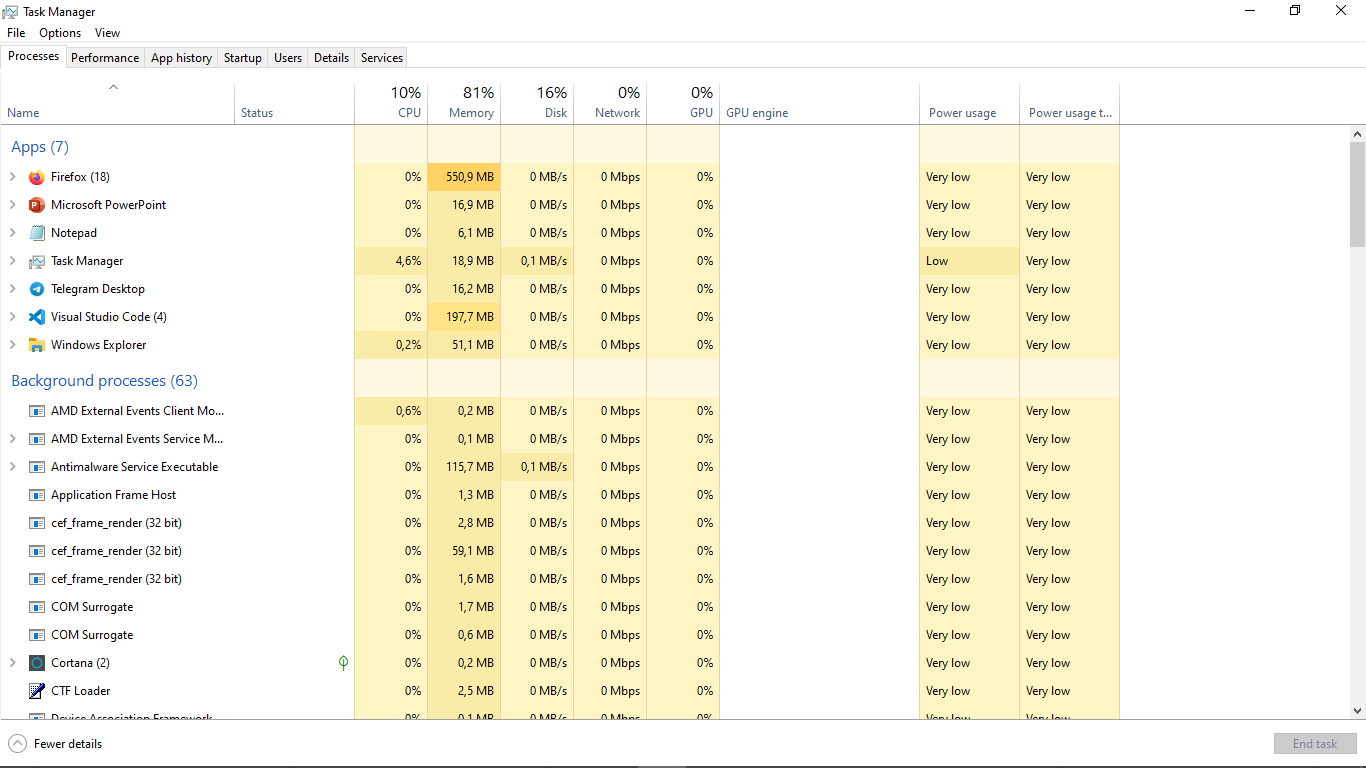 Task Manager
File Options View
Processes Performance App history Startup Users Details Services
10% 81% 16% 0% 0%
Name Status CPU Memory Disk Network GPU GPU engine Power usage Power usage t...
Apps (7)
Firefox (18) 0% 550,9 MB 0 MB/s 0 Mbps 0% Very low Very low
Microsoft PowerPoint 0% 16,9 MB 0 MB/s 0 Mbps 0% Very low Very low
Notepad 0% 6,1 MB 0 MB/s 0 Mbps 0% Very low Very low
Task Manager 4,6% 18,9 MB 0,1 MB/s 0 Mbps 0% Low Very low
Telegram Desktop 0% 16,2 MB 0 MB/s 0 Mbps 0% Very low Very low
Visual Studio Code (4) 0% 197,7 MB 0 MB/s 0 Mbps 0% Very low Very low
Windows Explorer 0,2% 51,1 MB 0 MB/s 0 Mbps 0% Very low Very low
Background processes (63)
AMD External Events Client Mo... 0,6% 0,2 MB 0 MB/s 0 Mbps 0% Very low Very low
AMD External Events Service M... 0% 0,1 MB 0 MB/s 0 Mbps 0% Very low Very low
Antimalware Service Executable 0% 115,7 MB 0,1 MB/s 0 Mbps 0% Very low Very low
Application Frame Host 0% 1,3 MB 0 MB/s 0 Mbps 0% Very low Very low
cef_frame_render (32 bit) 0% 2,8 MB 0 MB/s 0 Mbps 0% Very low Very low
cef_frame_render (32 bit) 0% 59,1 MB 0 MB/s 0 Mbps 0% Very low Very low
cef_frame_render (32 bit) 0% 1,6 MB 0 MB/s 0 Mbps 0% Very low Very low
COM Surrogate 0% 1,7 MB 0 MB/s 0 Mbps 0% Very low Very low
COM Surrogate 0% 0,6 MB 0 MB/s 0 Mbps 0% Very low Very low
Cortana (2) 0% 0,2 MB 0 MB/s 0 Mbps 0% Very low Very low
CTF Loader 0% 2,5 MB 0 MB/s 0 Mbps 0% Very low Very low
Device Association Framework 0% 0,1 MB 0 MB/s 0 Mbps 0% Very low Very low
Fewer details End task